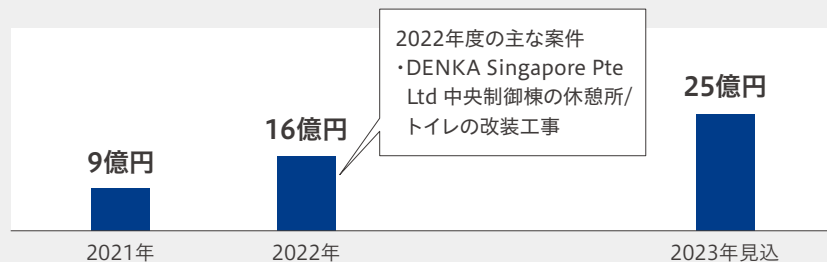 2022年度の主な案件
・DENKA Singapore Pte
Ltd 中央制御棟の休憩所/
トイレの改装工事
9億円
16億円
25億円
2021年
2022年
2023年見込